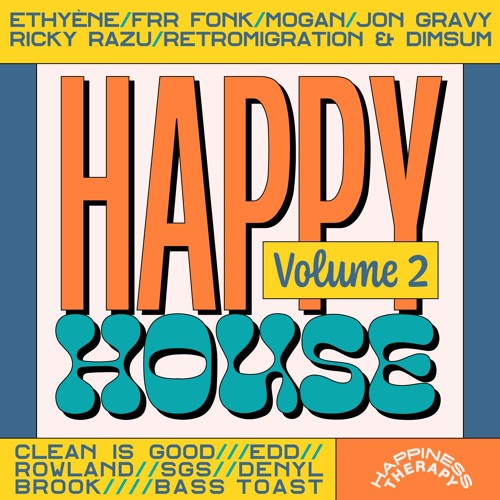 ETHYÈNE/FRR FONK/MOGAN/JON GRAVY
RICKY RAZU/RETROMIGRATION & DIMSUM
HAPPY
Volume 2
HOUSE
CLEAN IS GOOD///EDD//
ROWLAND//SGS//DENYL
BROOK////BASS TOAST
HAPPINESS
THERAPY